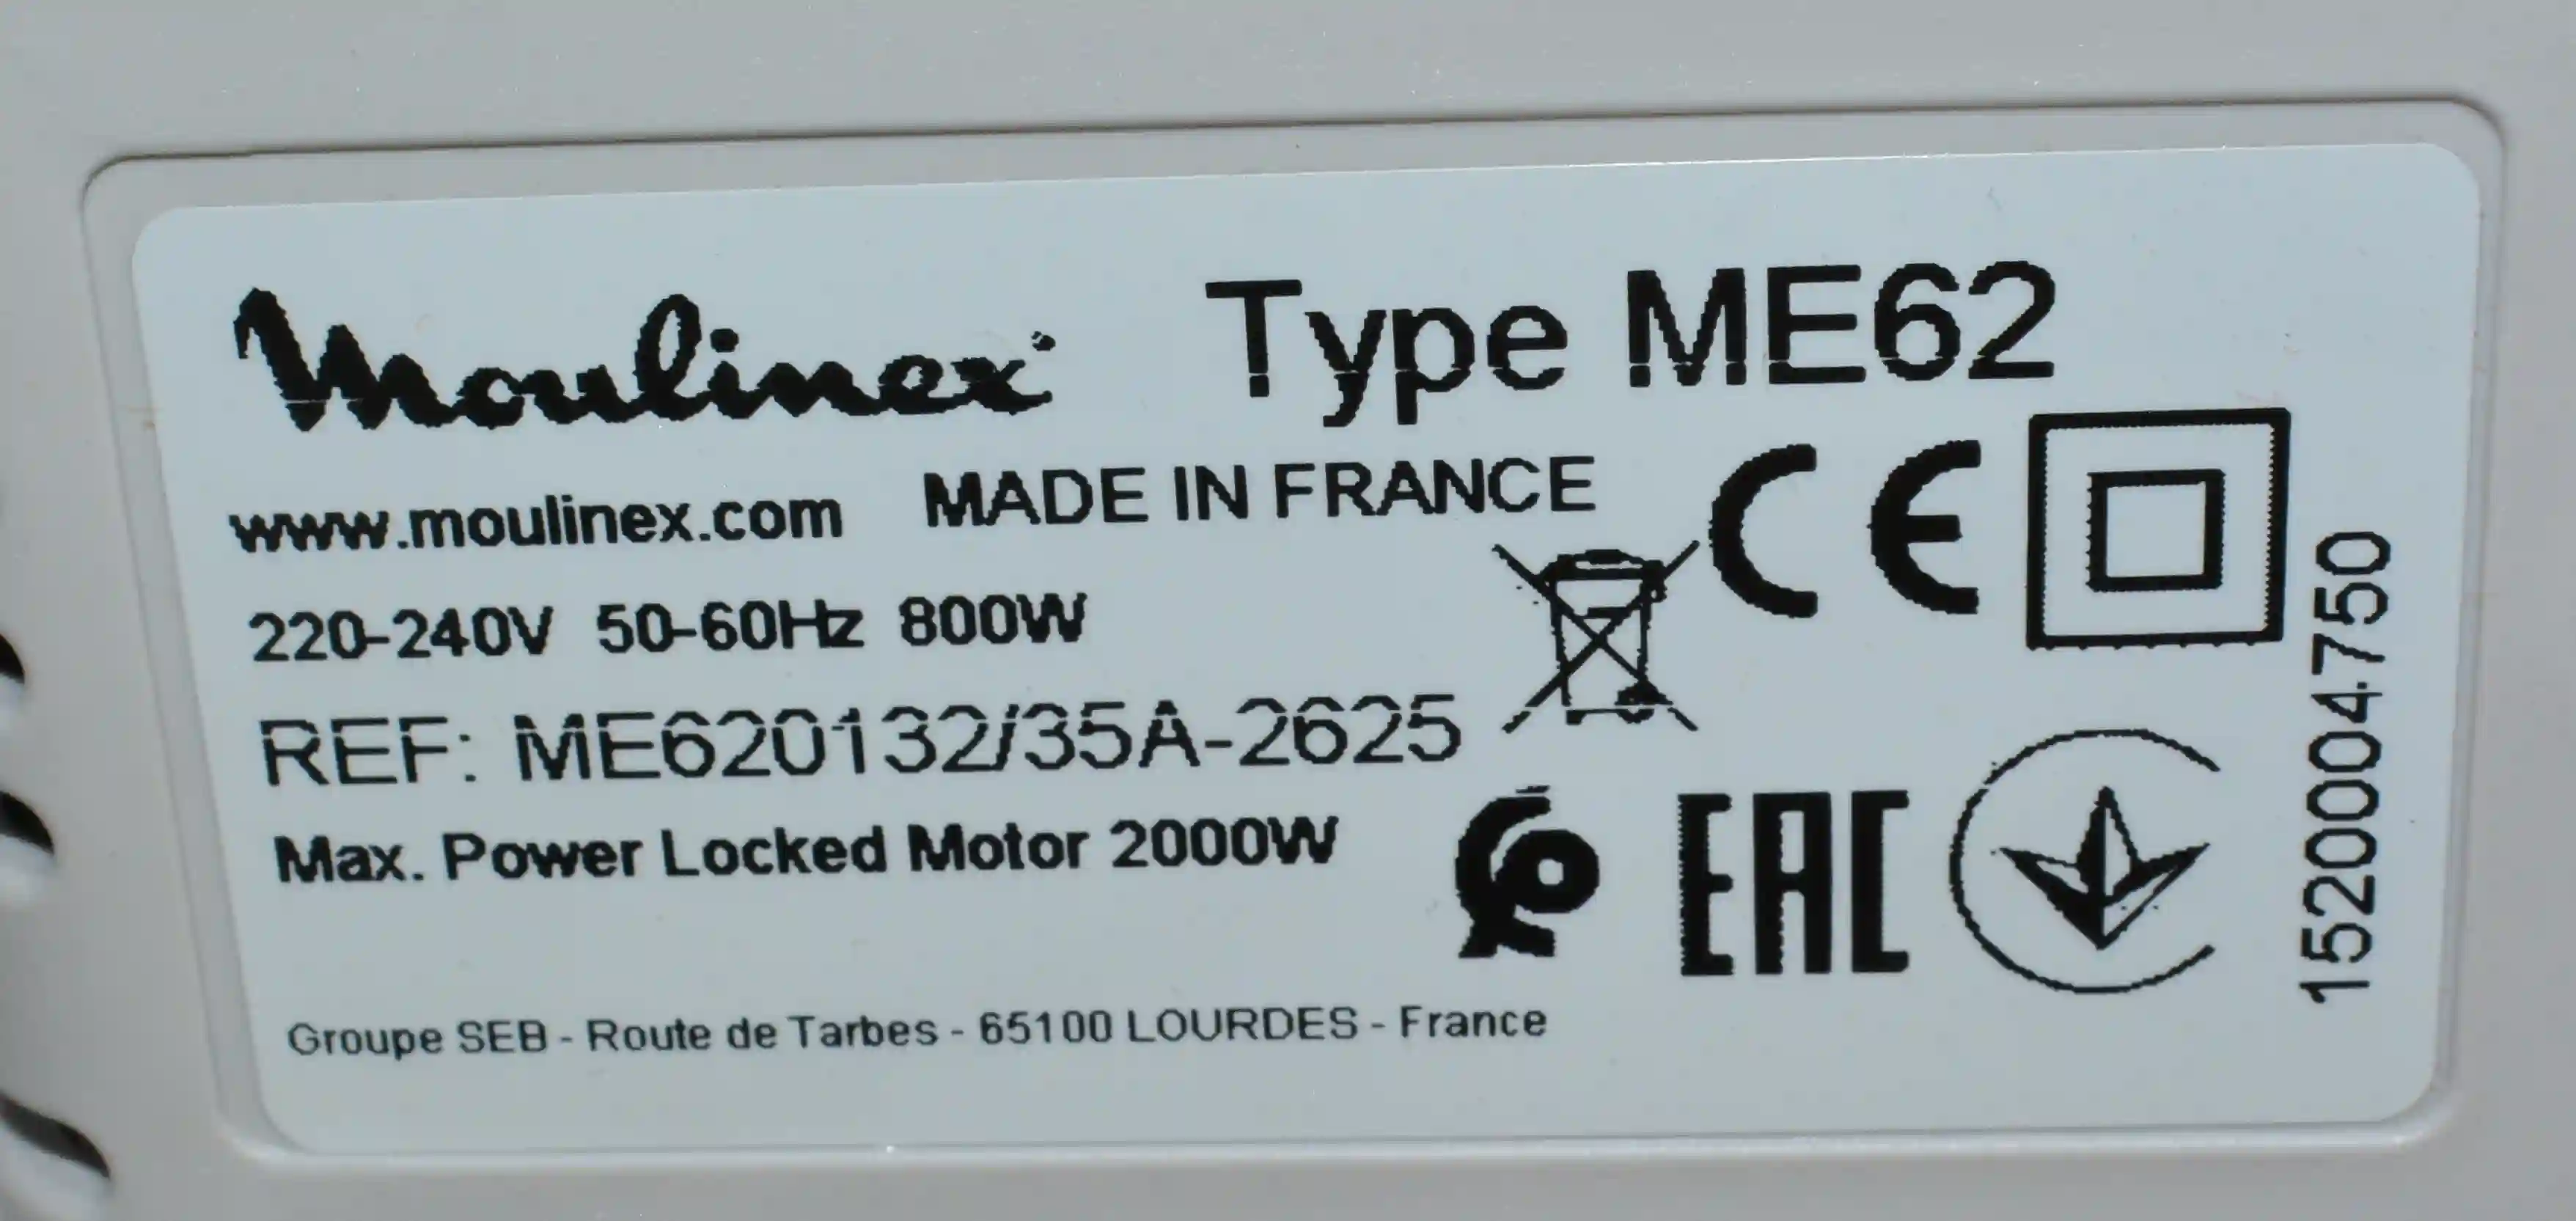 Moulinex Type ME62
www.moulinex.com MADE IN FRANCE CE
220-240V 50-60Hz 800W
REF: ME620132/35A-2625
Max. Power Locked Motor 2000W
EAC
Groupe SEB - Route de Tarbes - 65100 LOURDES - France
1520004750